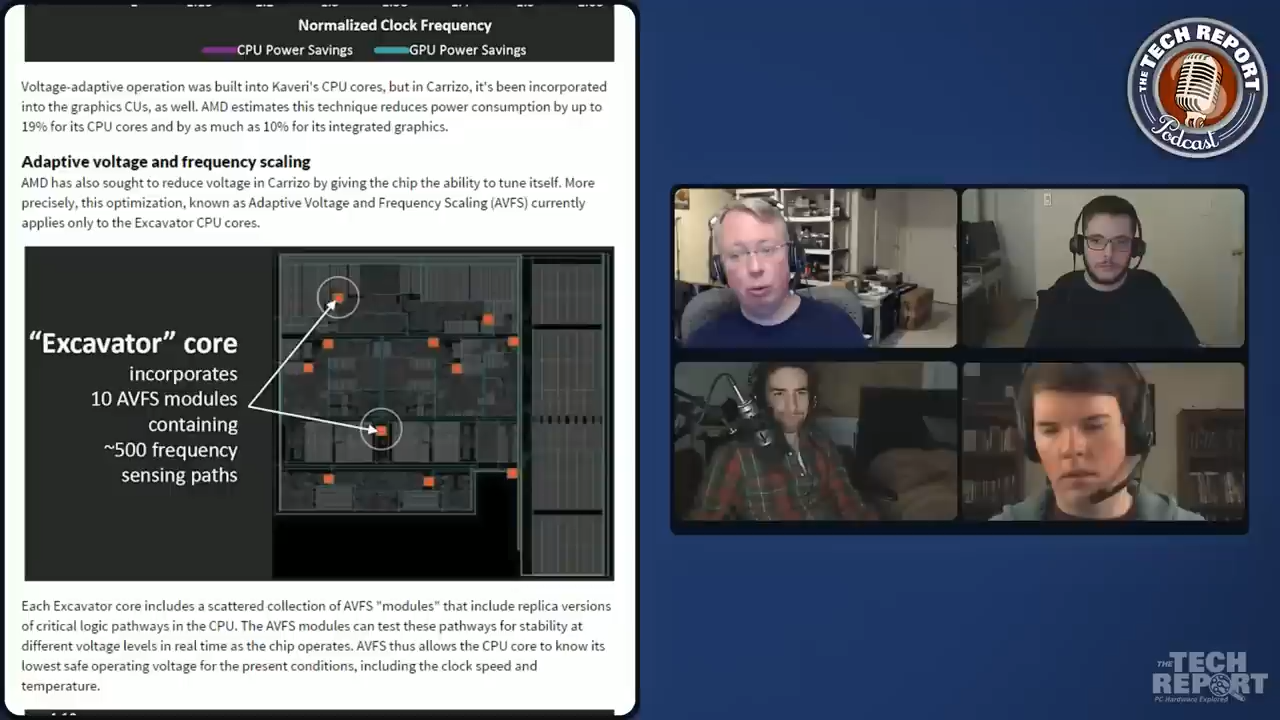 Normalized Clock Frequency
CPU Power Savings GPU Power Savings
Voltage-adaptive operation was built into Kaveri's CPU cores, but in Carrizo, it's been incorporated
into the graphics CUs, as well. AMD estimates this technique reduces power consumption by up to
19% for its CPU cores and by as much as 10% for its integrated graphics.
Adaptive voltage and frequency scaling
AMD has also sought to reduce voltage in Carrizo by giving the chip the ability to tune itself. More
precisely, this optimization, known as Adaptive Voltage and Frequency Scaling (AVFS) currently
applies only to the Excavator CPU cores.
“Excavator” core
incorporates
10 AVFS modules
containing
~500 frequency
sensing paths
Each Excavator core includes a scattered collection of AVFS "modules" that include replica versions
of critical logic pathways in the CPU. The AVFS modules can test these pathways for stability at
different voltage levels in real time as the chip operates. AVFS thus allows the CPU core to know its
lowest safe operating voltage for the present conditions, including the clock speed and
temperature.
THE TECH REPORT
Podcast
THE TECH
REPORT
PC Hardware Explored